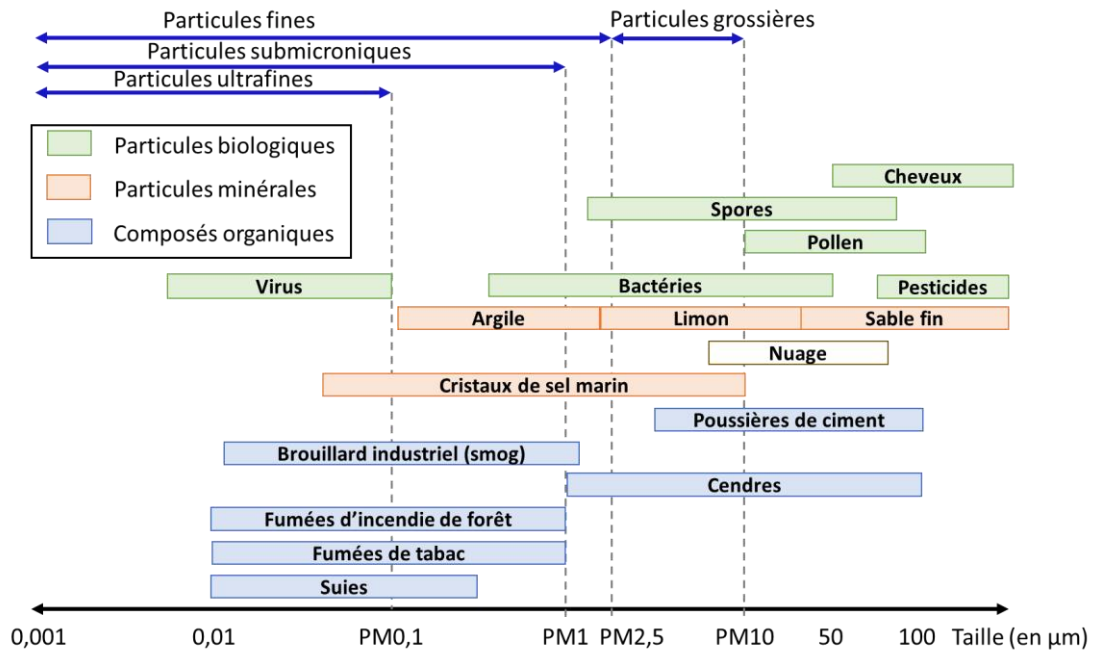 Particules fines
Particules grossières
Particules submicroniques
Particules ultrafines
Particules biologiques
Particules minérales
Composés organiques
Cheveux
Spores
Pollen
Virus
Bactéries
Pesticides
Argile
Limon
Sable fin
Nuage
Cristaux de sel marin
Poussières de ciment
Brouillard industriel (smog)
Cendres
Fumées d'incendie de forêt
Fumées de tabac
Suies
0,001 0,01 PM0,1 PM1 PM2,5 PM10 50 100 Taille (en µm)